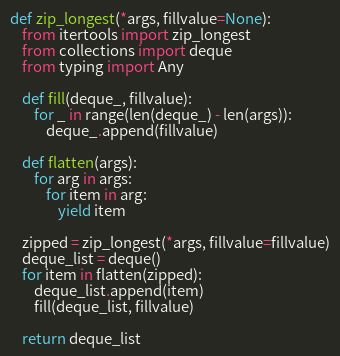 def zip_longest(*args, fillvalue=None):
    from itertools import zip_longest
    from collections import deque
    from typing import Any

    def fill(deque_, fillvalue):
        for _ in range(len(deque_) - len(args)):
            deque_.append(fillvalue)

    def flatten(args):
        for arg in args:
            for item in arg:
                yield item

    zipped = zip_longest(*args, fillvalue=fillvalue)
    deque_list = deque()
    for item in flatten(zipped):
        deque_list.append(item)
        fill(deque_list, fillvalue)

    return deque_list